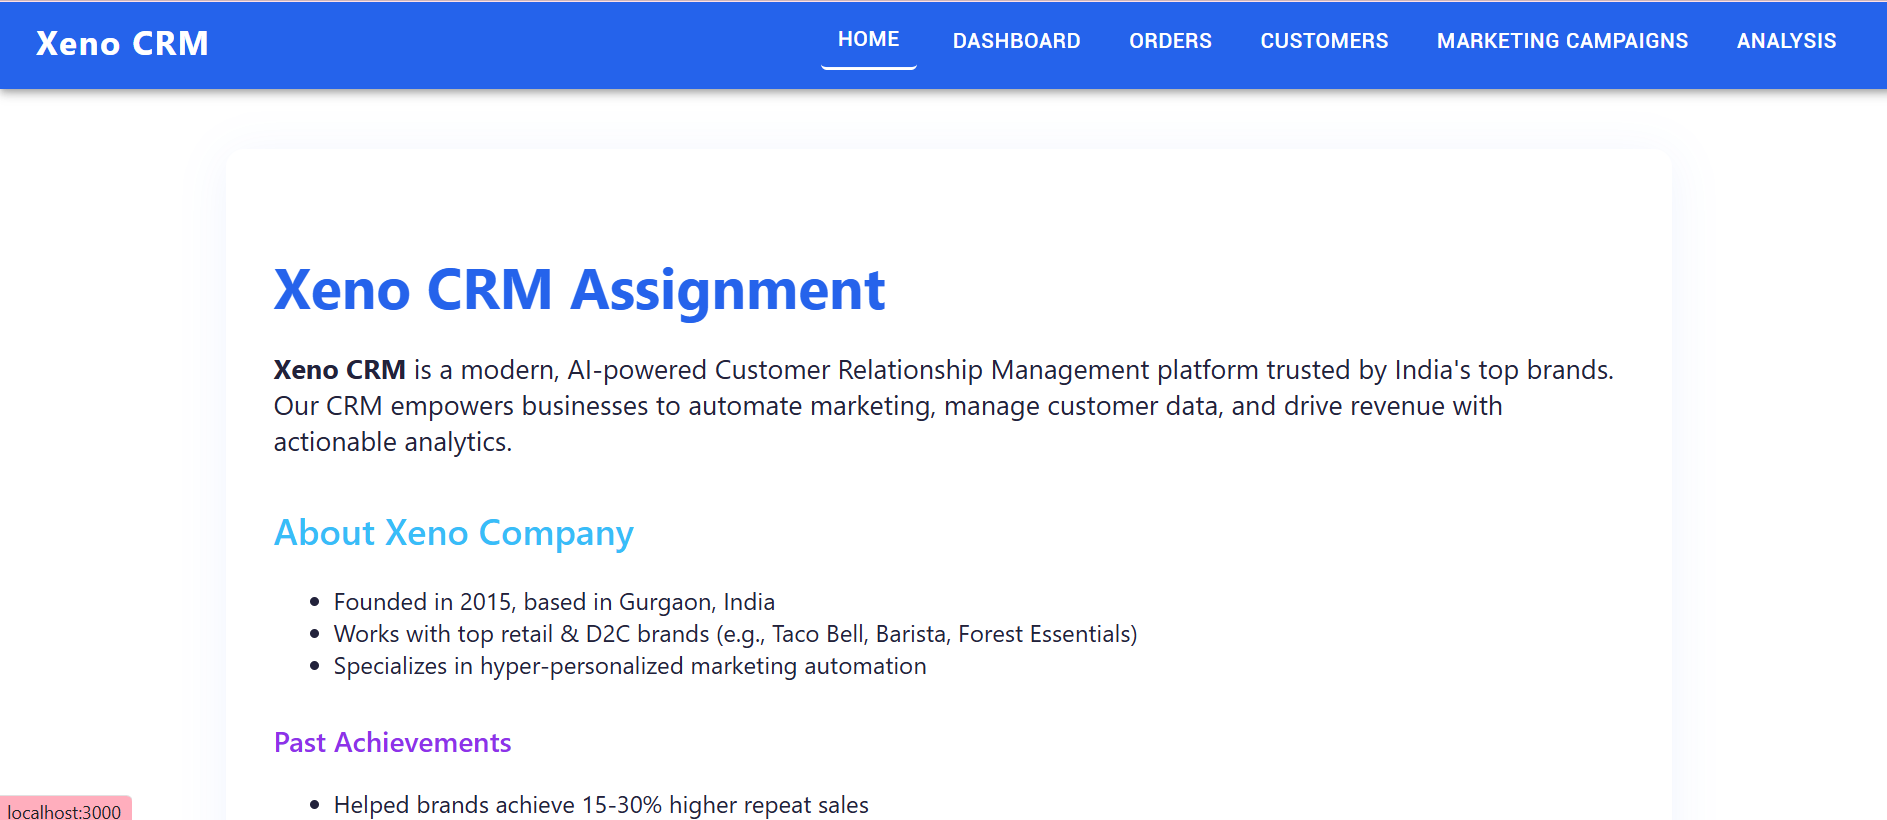 Xeno CRM
HOME
DASHBOARD
ORDERS
CUSTOMERS
MARKETING CAMPAIGNS
ANALYSIS
Xeno CRM Assignment
Xeno CRM is a modern, AI-powered Customer Relationship Management platform trusted by India's top brands.
Our CRM empowers businesses to automate marketing, manage customer data, and drive revenue with
actionable analytics.
About Xeno Company
• Founded in 2015, based in Gurgaon, India
• Works with top retail & D2C brands (e.g., Taco Bell, Barista, Forest Essentials)
• Specializes in hyper-personalized marketing automation
Past Achievements
• Helped brands achieve 15-30% higher repeat sales
localhost:3000